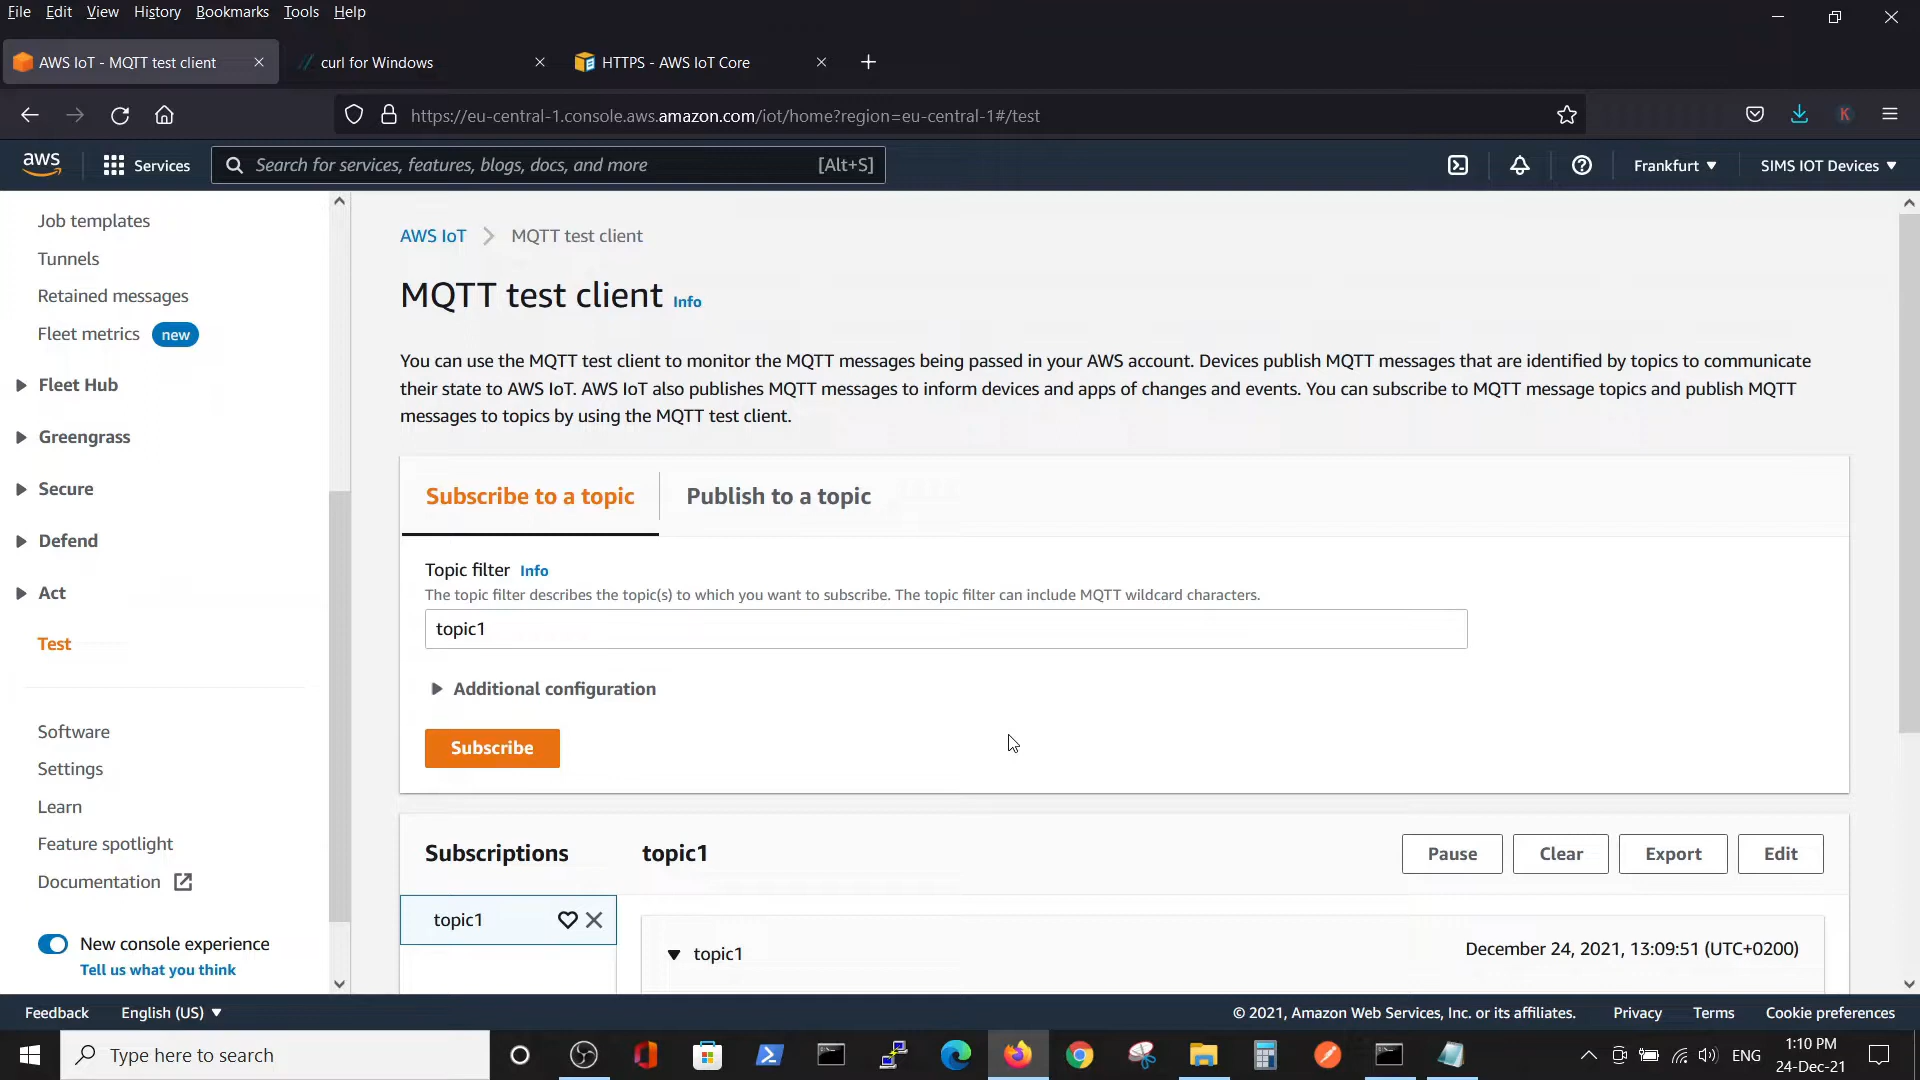 File Edit View History Bookmarks Tools Help
AWS IoT - MQTT test client
curl for Windows
HTTPS - AWS IoT Core
https://eu-central-1.console.aws.amazon.com/iot/home?region=eu-central-1#/test
K
aws
Services
Search for services, features, blogs, docs, and more [Alt+S]
Frankfurt
SIMS IOT Devices
Job templates
Tunnels
Retained messages
Fleet metrics new
Fleet Hub
Greengrass
Secure
Defend
Act
Test
Software
Settings
Learn
Feature spotlight
Documentation
New console experience
Tell us what you think
AWS IoT MQTT test client
MQTT test client Info
You can use the MQTT test client to monitor the MQTT messages being passed in your AWS account. Devices publish MQTT messages that are identified by topics to communicate
their state to AWS IoT. AWS IoT also publishes MQTT messages to inform devices and apps of changes and events. You can subscribe to MQTT message topics and publish MQTT
messages to topics by using the MQTT test client.
Subscribe to a topic
Publish to a topic
Topic filter Info
The topic filter describes the topic(s) to which you want to subscribe. The topic filter can include MQTT wildcard characters.
topic1
Additional configuration
Subscribe
Subscriptions
topic1
Pause
Clear
Export
Edit
topic1
topic1
December 24, 2021, 13:09:51 (UTC+0200)
Feedback
English (US)
© 2021, Amazon Web Services, Inc. or its affiliates.
Privacy
Terms
Cookie preferences
Type here to search
ENG
1:10 PM
24-Dec-21